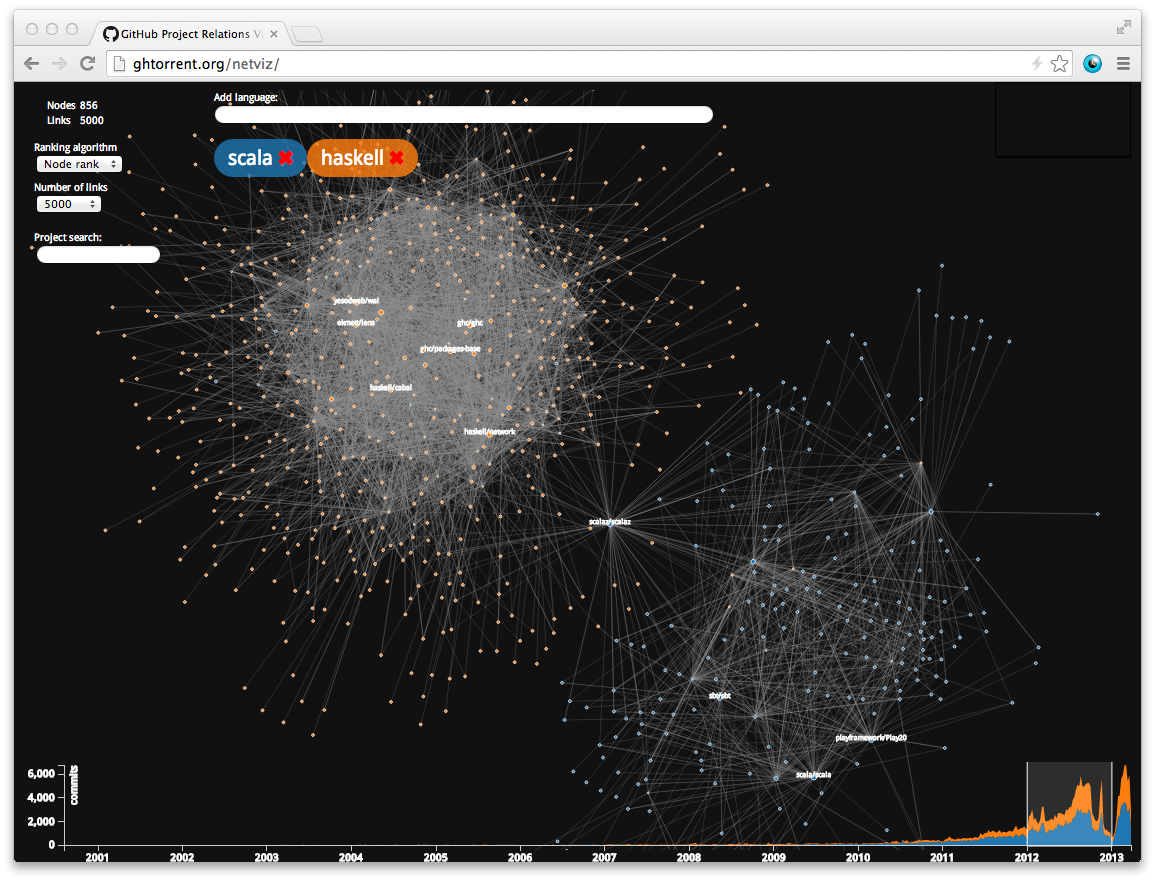 GitHub Project Relations Vi
ghtorrent.org/netviz/
Nodes 856
Links 5000
Add language:
Ranking algorithm
Node rank
scala ✖ haskell ✖
Number of links
5000
Project search:
yesodweb/wai
ekmett/lens
ghc/ghc
ghc/packages-base
haskell/cabal
haskell/network
scalaz/scalaz
sbt/sbt
playframework/Play20
scala/scala
commits
6,000
4,000
2,000
0
2001 2002 2003 2004 2005 2006 2007 2008 2009 2010 2011 2012 2013